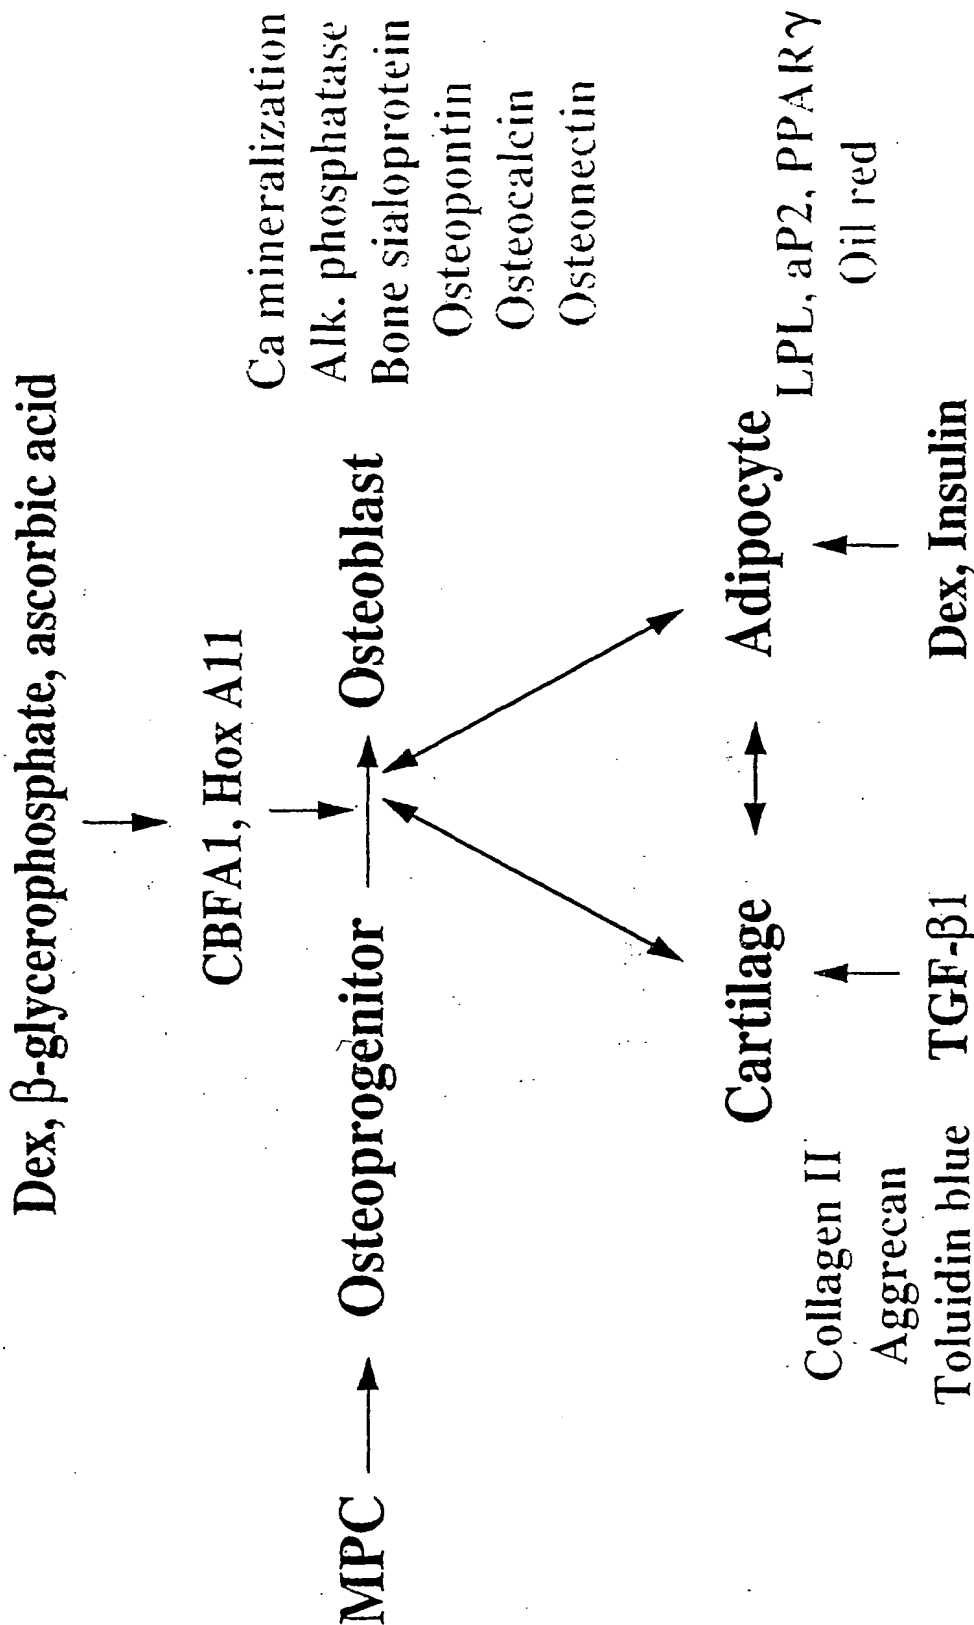 Dex, β-glycerophosphate, ascorbic acid
CBFA1, Hox A11
MPC
Osteoprogenitor
Osteoblast
Ca mineralization
Alk. phosphatase
Bone sialoprotein
Osteopontin
Osteocalcin
Osteonectin
Cartilage
Adipocyte
Collagen II
Aggrecan
Toluidin blue
TGF-β1
LPL, aP2, PPARγ
Oil red
Dex, Insulin